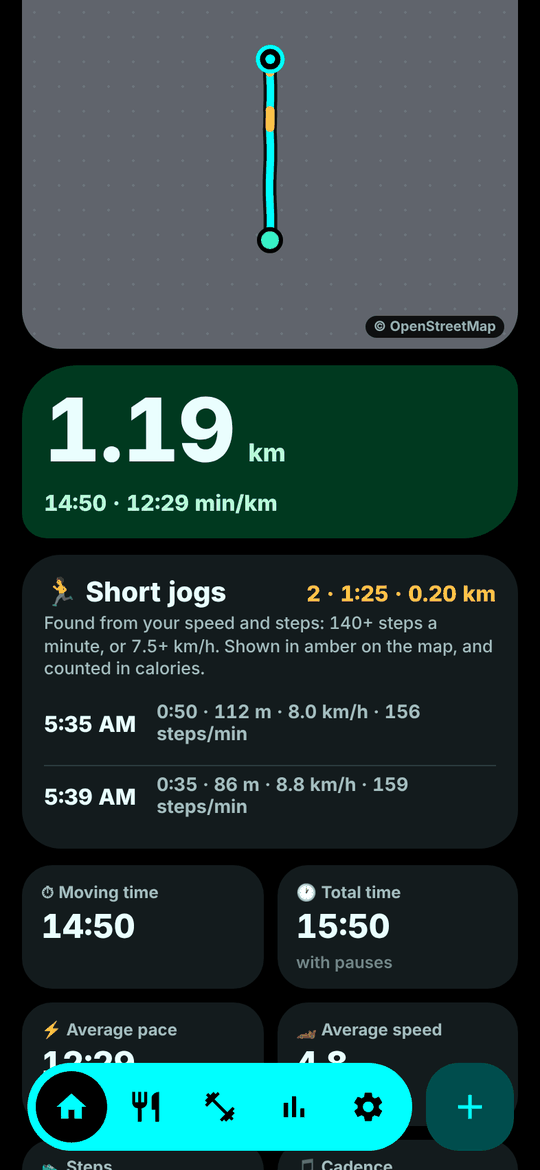 © OpenStreetMap
1.19 km
14:50 · 12:29 min/km
🏃 Short jogs 2 · 1:25 · 0.20 km
Found from your speed and steps: 140+ steps a
minute, or 7.5+ km/h. Shown in amber on the map, and
counted in calories.
5:35 AM 0:50 · 112 m · 8.0 km/h · 156
steps/min
5:39 AM 0:35 · 86 m · 8.8 km/h · 159
steps/min
⏱ Moving time
14:50
🕐 Total time
15:50
with pauses
⚡ Average pace
12:29
Average speed
4.8
Steps
🎵 Cadence